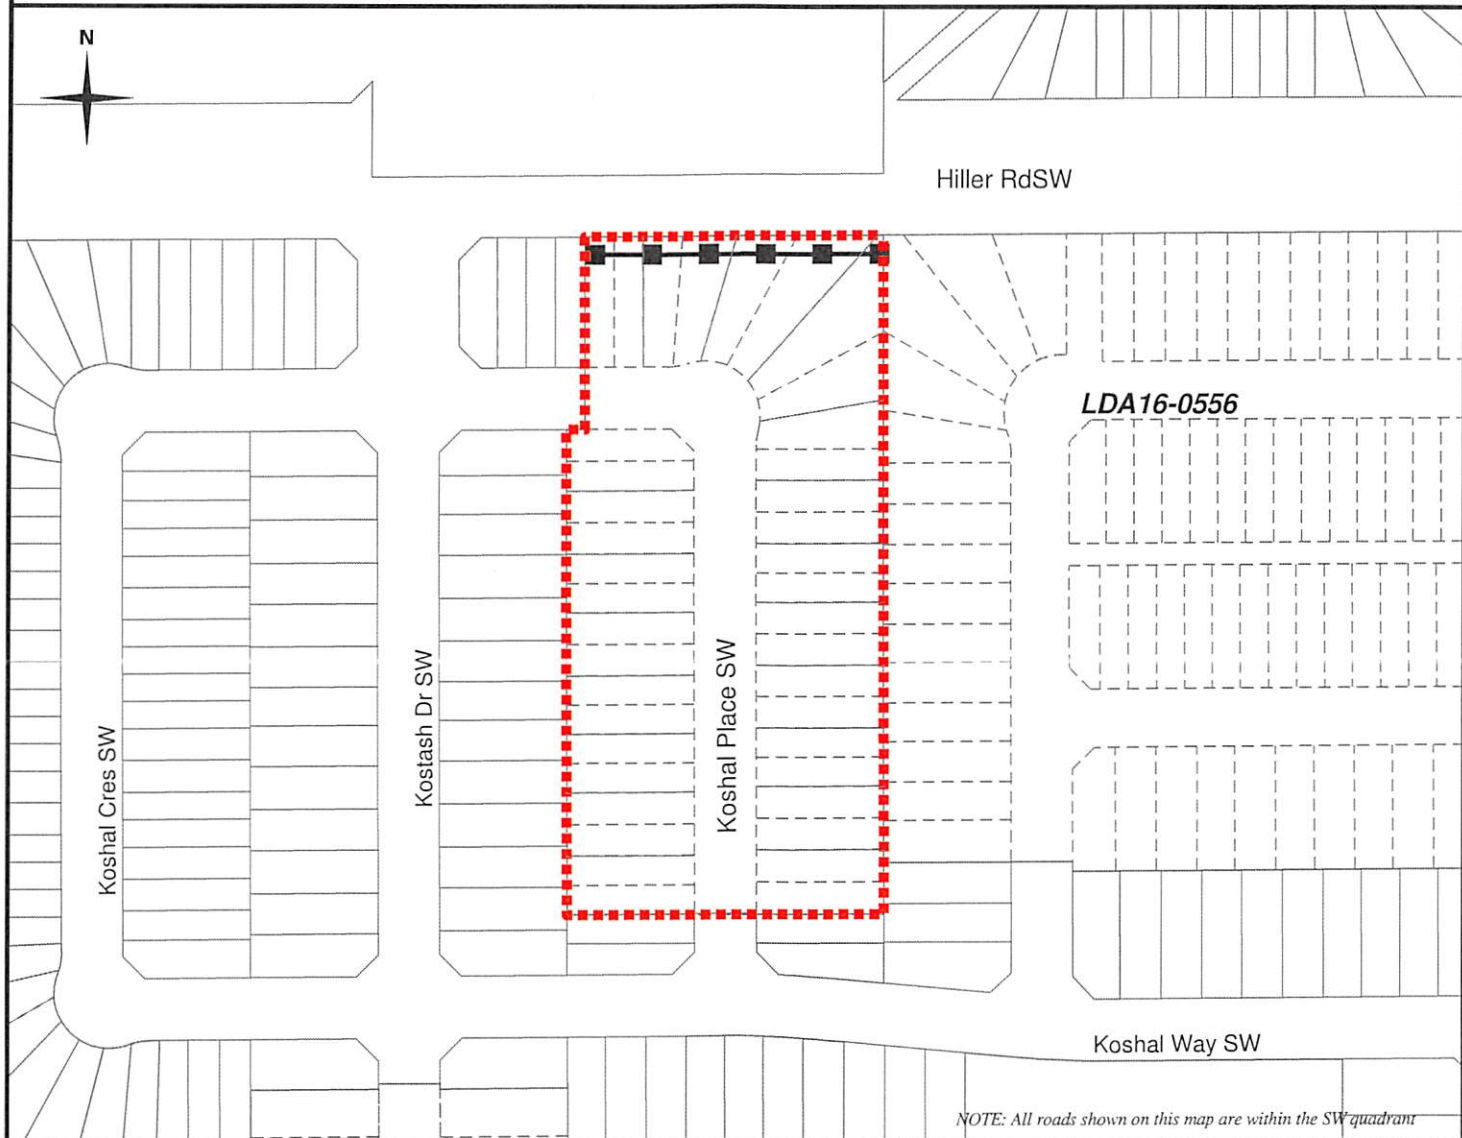 N
Hiller RdSW
LDA16-0556
Koshal Cres SW
Kostash Dr SW
Koshal Place SW
Koshal Way SW
NOTE: All roads shown on this map are within the SW quadrant